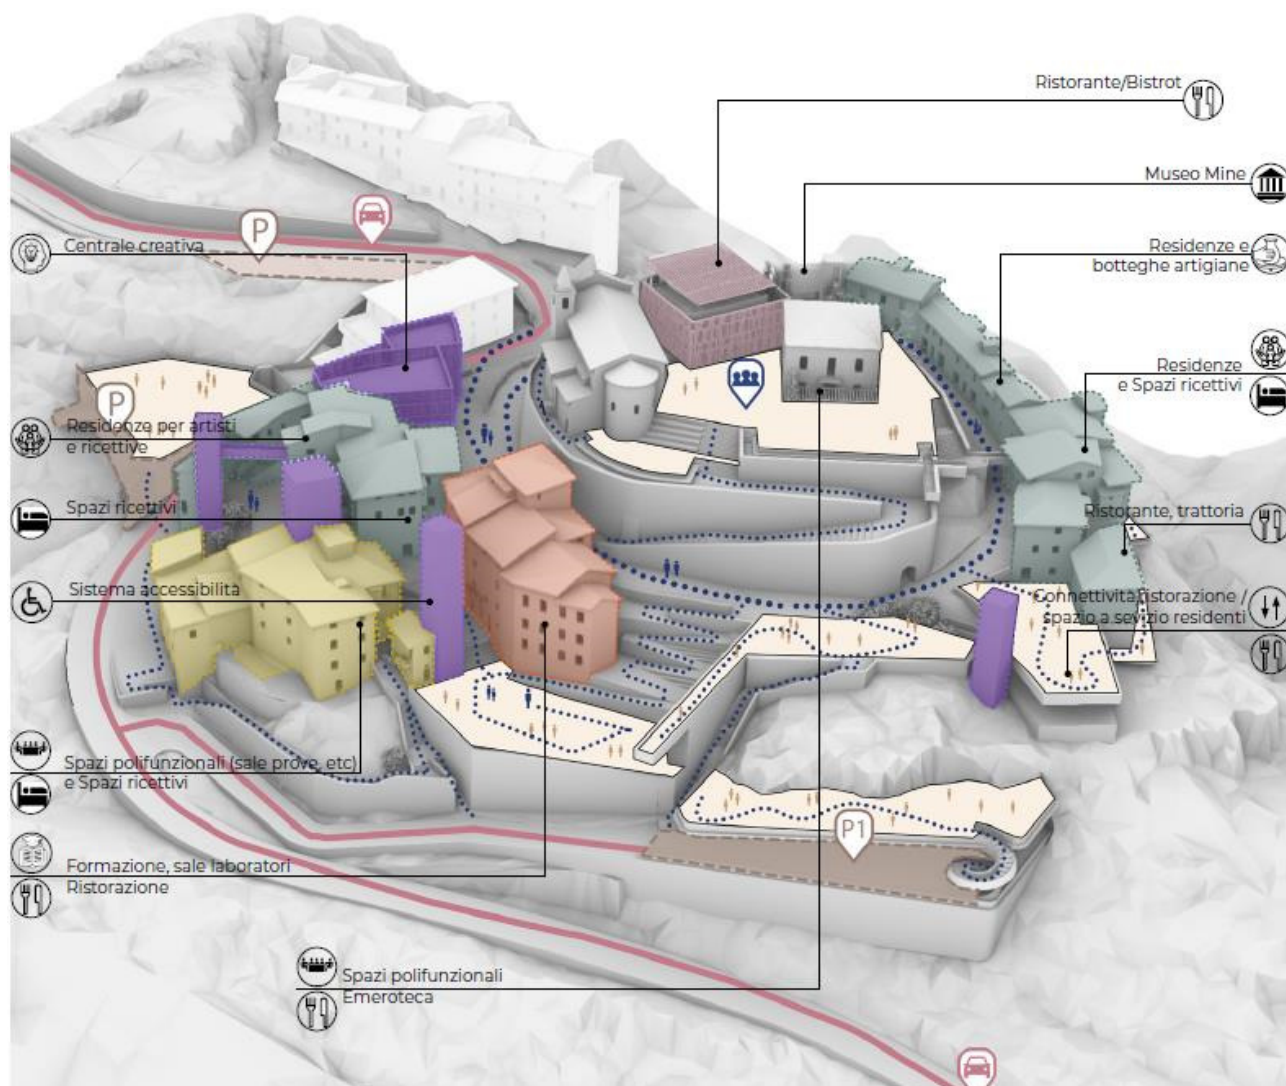 Ristorante/Bistrot
Museo Mine
Residenze e
botteghe artigiane
Residenze
e Spazi ricettivi
Ristorante, trattoria
Connettività ristorazione /
spazio a sevizio residenti
P
Centrale creativa
P
Residenze per artisti
e ricettive
Spazi ricettivi
Sistema accessibilità
Spazi polifunzionali (sale prove, etc)
e Spazi ricettivi
Formazione, sale laboratori
Ristorazione
P1
Spazi polifunzionali
Emeroteca